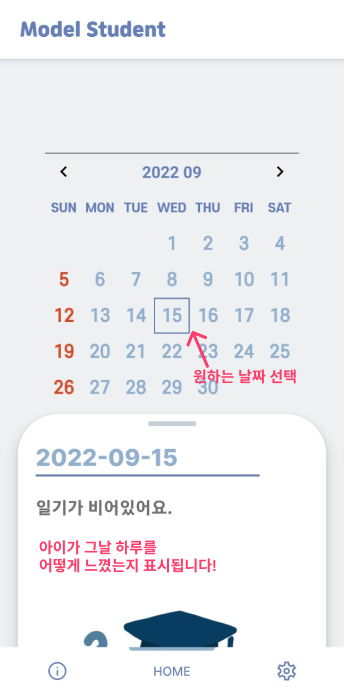 Model Student
2022 09
SUN MON TUE WED THU FRI SAT
1 2 3 4
5 6 7 8 9 10 11
12 13 14 15 16 17 18
19 20 21 22 23 24 25
26 27 28 29 30
원하는 날짜 선택
2022-09-15
일기가 비어있어요.
아이가 그날 하루를
어떻게 느꼈는지 표시됩니다!
HOME